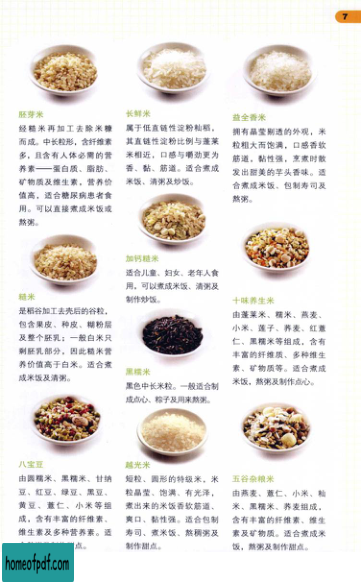 7
胚芽米
经糙米再加工去除米糠
而成。中长粒形，含纤维素
多，且含有人体必需的营
养素——蛋白质、脂肪、
矿物质及维生素，营养价
值高，适合糖尿病患者食
用。可以直接煮成米饭或
熬粥。
糙米
是稻谷加工去壳后的谷粒，
包含果皮、种皮、糊粉层
及整个胚乳；一般白米只
剩胚乳部分，因此糙米营
养价值高于白米。适合煮
成米饭及清粥。
八宝豆
由圆糯米、黑糯米、甘纳
豆、红豆、绿豆、黑豆、
黄豆、薏仁、小米等组
成，含有丰富的纤维素、
维生素及多种营养素。适
长鲜米
属于低直链性淀粉籼稻，
其直链性淀粉比例与蓬莱
米相近，口感与嚼劲更为
香、黏、筋道。适合煮成
米饭、清粥及炒饭。
加钙糙米
适合儿童、妇女、老年人食
用，可以煮成米饭、清粥及
制作炒饭。
黑糯米
黑色中长米粒。一般适合制
成点心、粽子及用来熬粥。
越光米
短粒、圆形的特级米，米
粒晶莹、饱满、有光泽，
煮出来的米饭香软筋道、
爽口、黏性强。适合包制
寿司、煮米饭、熬稠粥及
制作甜点。
益全香米
拥有晶莹剔透的外观，米
粒粗大而饱满，口感香软
筋道，黏性强，烹煮时散
发出甜美的芋头香味。适
合煮成米饭、包制寿司及
熬粥。
十味养生米
由蓬莱米、糯米、燕麦、
小米、莲子、荞麦、红薏
仁、黑糯米等组成，含有
丰富的纤维质、多种维生
素、矿物质等。适合煮成
米饭，熬粥及制作点心。
五谷杂粮米
由燕麦、薏仁、小米、籼
米、黑糯米、荞麦组成，
含有丰富的纤维素、维生
素及矿物质。适合煮成米
饭，熬粥及制作甜点。
homeofpdf.com